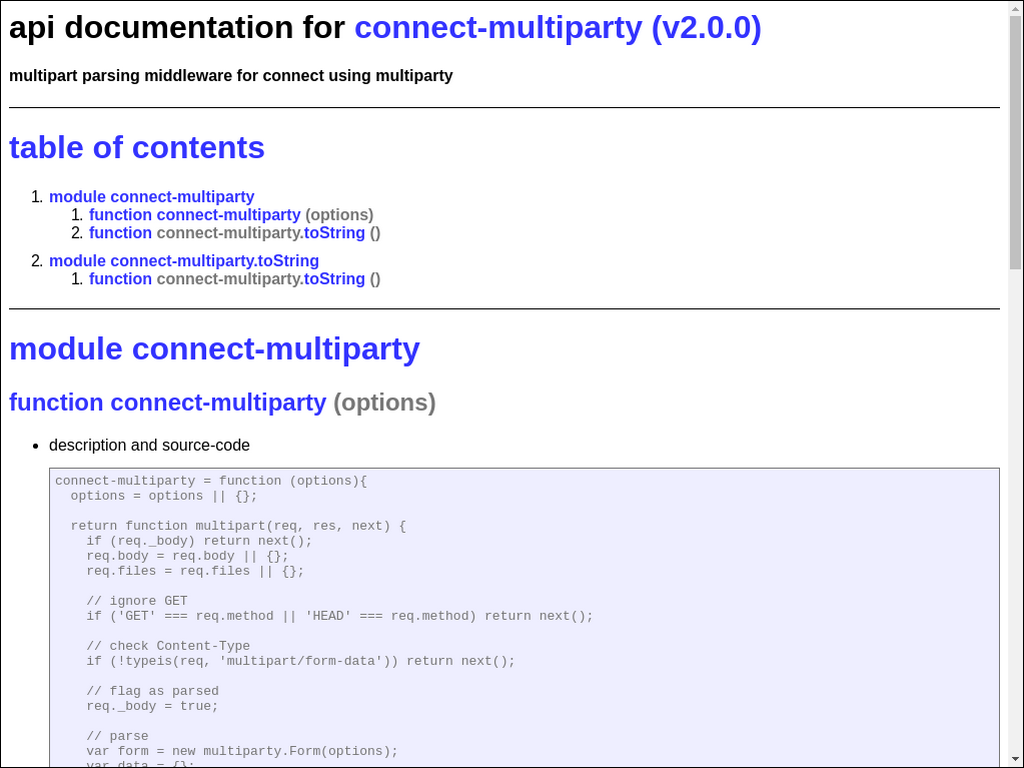 api documentation for connect-multiparty (v2.0.0)
multipart parsing middleware for connect using multiparty
table of contents
1. module connect-multiparty
1. function connect-multiparty (options)
2. function connect-multiparty.toString ()
2. module connect-multiparty.toString
1. function connect-multiparty.toString ()
module connect-multiparty
function connect-multiparty (options)
• description and source-code
connect-multiparty = function (options){
  options = options || {};
  return function multipart(req, res, next) {
    if (req._body) return next();
    req.body = req.body || {};
    req.files = req.files || {};
    // ignore GET
    if ('GET' === req.method || 'HEAD' === req.method) return next();
    // check Content-Type
    if (!typeis(req, 'multipart/form-data')) return next();
    // flag as parsed
    req._body = true;
    // parse
    var form = new multiparty.Form(options);
    var data = {};